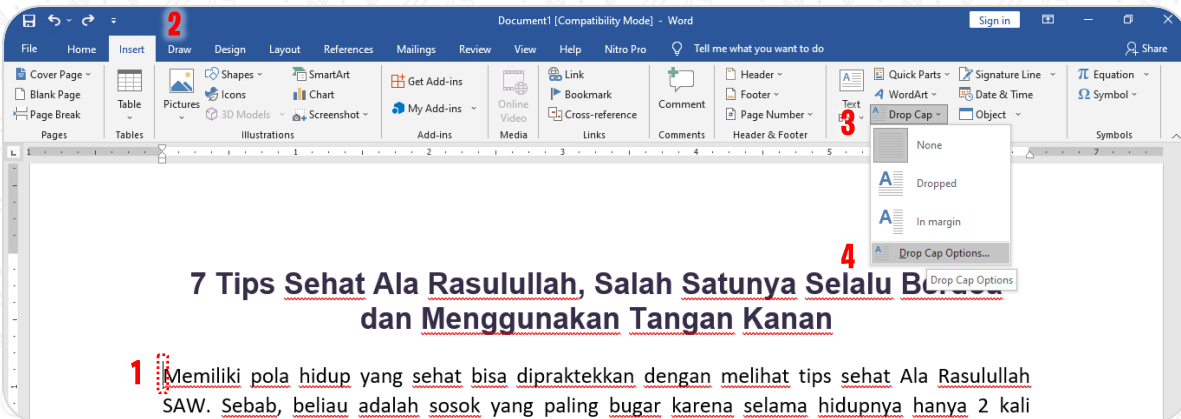 Document1 [Compatibility Mode] - Word
Sign in
2
File Home Insert Draw Design Layout References Mailings Review View Help Nitro Pro Tell me what you want to do Share
Cover Page
Blank Page
Page Break
Pages
Table
Tables
Pictures
Shapes
Icons
3D Models
SmartArt
Chart
Screenshot
Illustrations
Get Add-ins
My Add-ins
Add-ins
Online
Video
Media
Link
Bookmark
Cross-reference
Links
Comment
Comments
Header
Footer
Page Number
Header & Footer
Text
3
Quick Parts
WordArt
Drop Cap
Signature Line
Date & Time
Object
Equation
Symbol
Symbols
1 1 2 3 4 5 7
None
Dropped
In margin
4
Drop Cap Options...
Drop Cap Options
7 Tips Sehat Ala Rasulullah, Salah Satunya Selalu
dan Menggunakan Tangan Kanan
1
Memiliki pola hidup yang sehat bisa dipraktekkan dengan melihat tips sehat Ala Rasulullah
SAW. Sebab, beliau adalah sosok yang paling bugar karena selama hidupnya hanya 2 kali